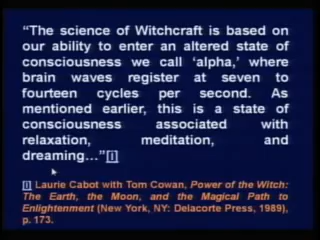 “The science of Witchcraft is based on
our ability to enter an altered state of
consciousness we call ‘alpha,’ where
brain waves register at seven to
fourteen cycles per second. As
mentioned earlier, this is a state of
consciousness associated with
relaxation, meditation, and
dreaming…”[i]
[i] Laurie Cabot with Tom Cowan, Power of the Witch:
The Earth, the Moon, and the Magical Path to
Enlightenment (New York, NY: Delacorte Press, 1989),
p. 173.